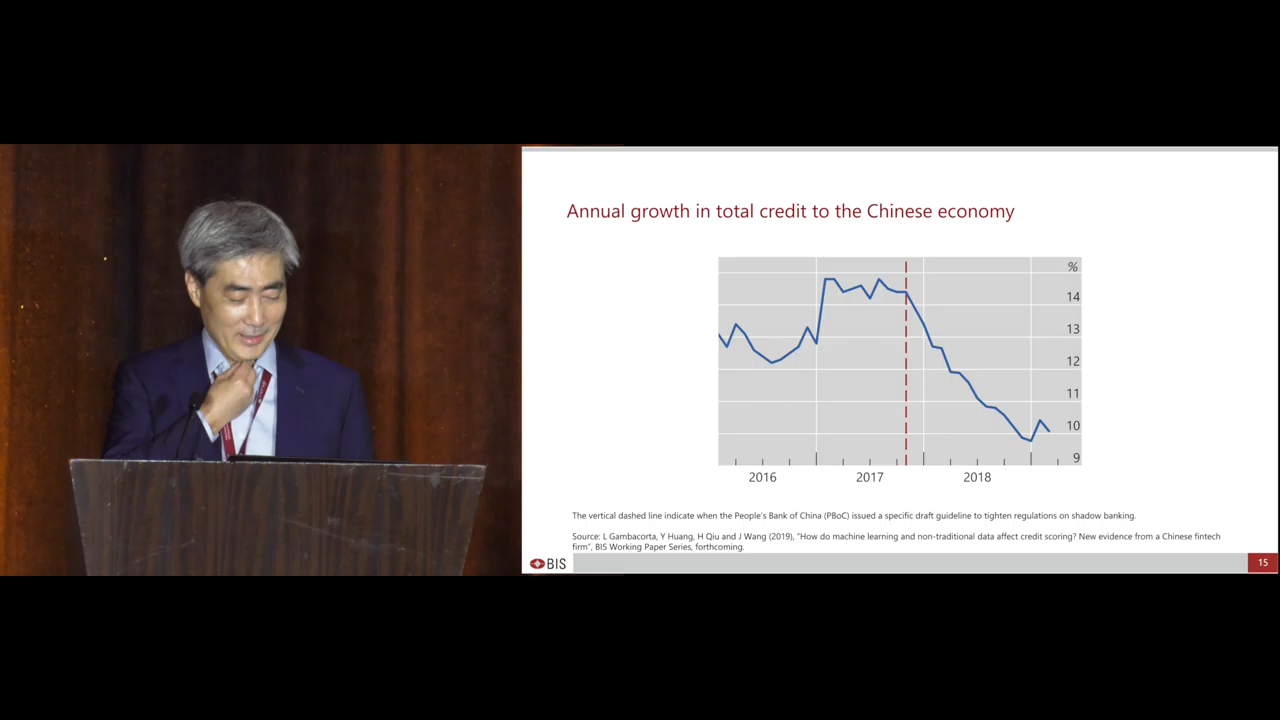 Annual growth in total credit to the Chinese economy
%
14
13
12
11
10
9
2016 2017 2018
The vertical dashed line indicate when the People's Bank of China (PBoC) issued a specific draft guideline to tighten regulations on shadow banking.
Source: L Gambacorta, Y Huang, H Qiu and J Wang (2019), "How do machine learning and non-traditional data affect credit scoring? New evidence from a Chinese fintech
firm", BIS Working Paper Series, forthcoming.
BIS
15